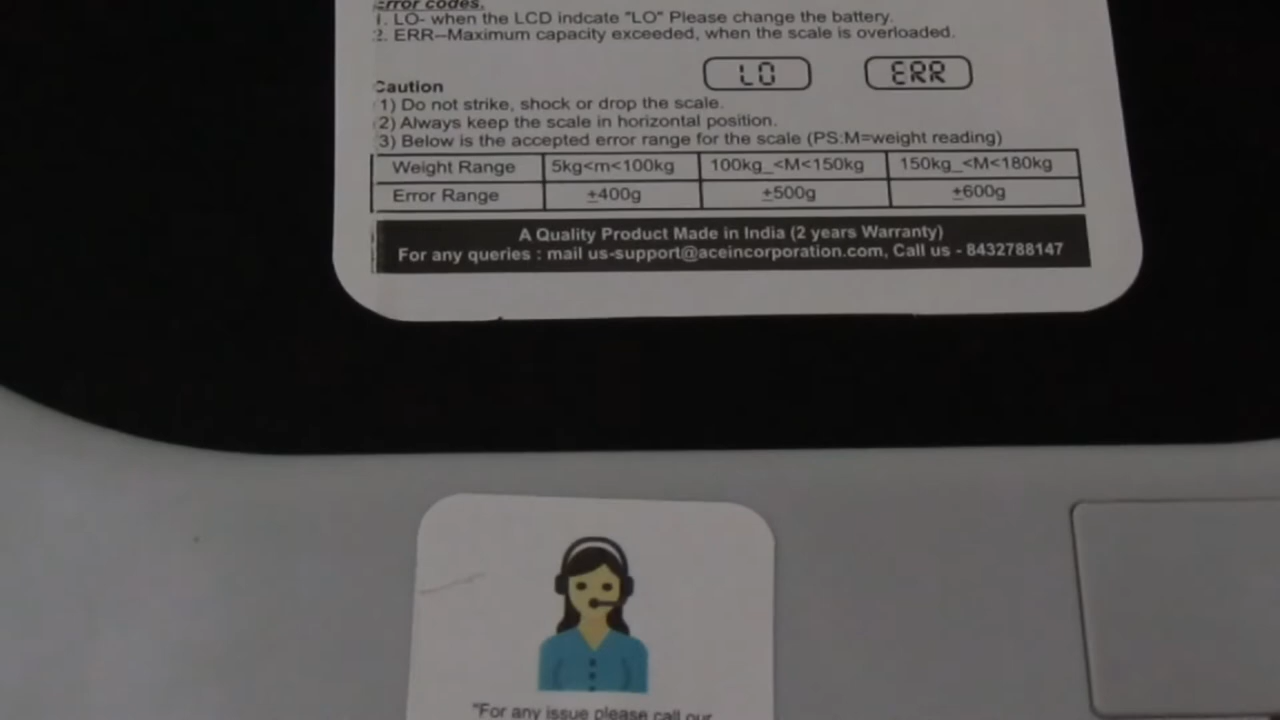 Error codes.
1. LO- when the LCD indcate "LO" Please change the battery.
2. ERR–Maximum capacity exceeded, when the scale is overloaded.
LO ERR
Caution
1) Do not strike, shock or drop the scale.
2) Always keep the scale in horizontal position.
3) Below is the accepted error range for the scale (PS:M=weight reading)
Weight Range 5kg<m<100kg 100kg_<M<150kg 150kg_<M<180kg
Error Range ±400g ±500g ±600g
A Quality Product Made in India (2 years Warranty)
For any queries : mail us-support@aceincorporation.com, Call us - 8432788147
"For any issue please call our